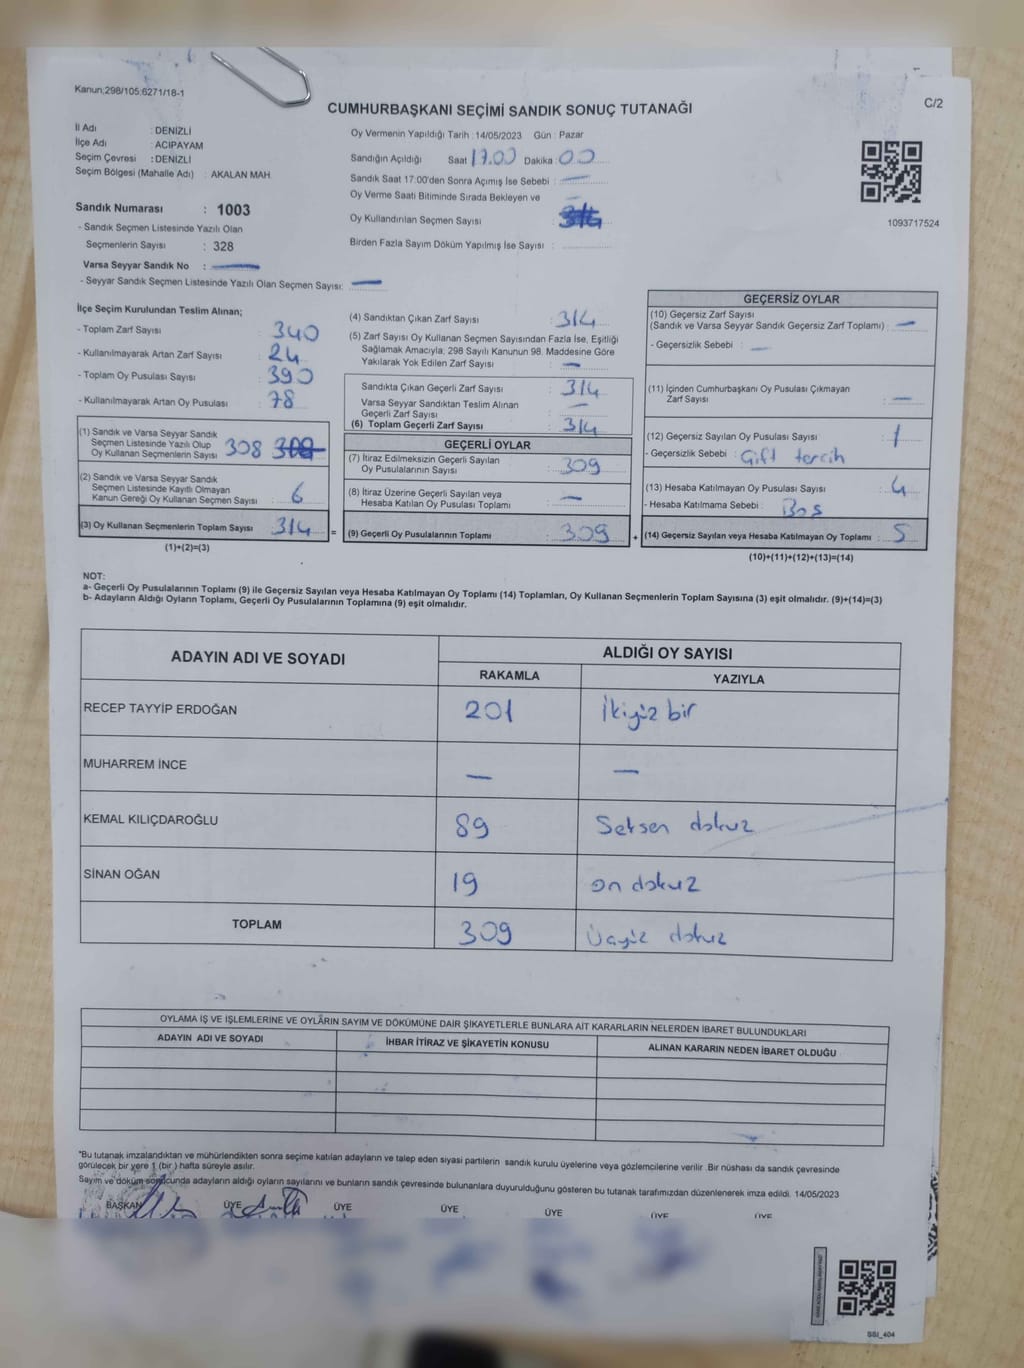 Kanun:298/105,6271/18-1
CUMHURBAŞKANI SEÇİMİ SANDIK SONUÇ TUTANAĞI
C/2
İl Adı : DENİZLİ
İlçe Adı : ACIPAYAM
Seçim Çevresi : DENİZLİ
Seçim Bölgesi (Mahalle Adı) : AKALAN MAH
Sandık Numarası : 1003
- Sandık Seçmen Listesinde Yazılı Olan
Seçmenlerin Sayısı : 328
Varsa Seyyar Sandık No : —
- Seyyar Sandık Seçmen Listesinde Yazılı Olan Seçmen Sayısı: —
Oy Vermenin Yapıldığı Tarih : 14/05/2023 Gün : Pazar
Sandığın Açıldığı Saat 17.00 Dakika : 00
Sandık Saat 17:00'den Sonra Açımış İse Sebebi : —
Oy Verme Saati Bitiminde Sırada Bekleyen ve —
Oy Kullandırılan Seçmen Sayısı 314
Birden Fazla Sayım Döküm Yapılmış İse Sayısı :
1093717524
İlçe Seçim Kurulundan Teslim Alınan;
- Toplam Zarf Sayısı : 340
- Kullanılmayarak Artan Zarf Sayısı : 24
- Toplam Oy Pusulası Sayısı : 390
- Kullanılmayarak Artan Oy Pusulası : 78
(1) Sandık ve Varsa Seyyar Sandık
Seçmen Listesinde Yazılı Olup
Oy Kullanan Seçmenlerin Sayısı 308 309
(2) Sandık ve Varsa Seyyar Sandık
Seçmen Listesinde Kayıtlı Olmayan
Kanun Gereği Oy Kullanan Seçmen Sayısı : 6
(3) Oy Kullanan Seçmenlerin Toplam Sayısı : 314 =
(1)+(2)=(3)
(4) Sandıktan Çıkan Zarf Sayısı : 314
(5) Zarf Sayısı Oy Kullanan Seçmen Sayısından Fazla İse, Eşitliği
Sağlamak Amacıyla; 298 Sayılı Kanunun 98. Maddesine Göre
Yakılarak Yok Edilen Zarf Sayısı : —
Sandıkta Çıkan Geçerli Zarf Sayısı : 314
Varsa Seyyar Sandıktan Teslim Alınan
Geçerli Zarf Sayısı : —
(6) Toplam Geçerli Zarf Sayısı : 314
GEÇERLİ OYLAR
(7) İtiraz Edilmeksizin Geçerli Sayılan
Oy Pusulalarının Sayısı : 309
(8) İtiraz Üzerine Geçerli Sayılan veya
Hesaba Katılan Oy Pusulası Toplamı : —
(9) Geçerli Oy Pusulalarının Toplamı : 309 +
GEÇERSİZ OYLAR
(10) Geçersiz Zarf Sayısı
(Sandık ve Varsa Seyyar Sandık Geçersiz Zarf Toplamı) : —
- Geçersizlik Sebebi : —
(11) İçinden Cumhurbaşkanı Oy Pusulası Çıkmayan
Zarf Sayısı : —
(12) Geçersiz Sayılan Oy Pusulası Sayısı : 1
- Geçersizlik Sebebi : Çift tercih
(13) Hesaba Katılmayan Oy Pusulası Sayısı : 4
- Hesaba Katılmama Sebebi : Boş
(14) Geçersiz Sayılan veya Hesaba Katılmayan Oy Toplamı : 5
(10)+(11)+(12)+(13)=(14)
NOT:
a- Geçerli Oy Pusulalarının Toplamı (9) ile Geçersiz Sayılan veya Hesaba Katılmayan Oy Toplamı (14) Toplamları, Oy Kullanan Seçmenlerin Toplam Sayısına (3) eşit olmalıdır. (9)+(14)=(3)
b- Adayların Aldığı Oyların Toplamı, Geçerli Oy Pusulalarının Toplamına (9) eşit olmalıdır.
ADAYIN ADI VE SOYADI
ALDIĞI OY SAYISI
RAKAMLA YAZIYLA
RECEP TAYYİP ERDOĞAN 201 İkiyüz bir
MUHARREM İNCE — —
KEMAL KILIÇDAROĞLU 89 Seksen dokuz
SİNAN OĞAN 19 on dokuz
TOPLAM 309 Üçyüz dokuz
OYLAMA İŞ VE İŞLEMLERİNE VE OYLARIN SAYIM VE DÖKÜMÜNE DAİR ŞİKAYETLERLE BUNLARA AİT KARARLARIN NELERDEN İBARET BULUNDUKLARI
ADAYIN ADI VE SOYADI İHBAR İTİRAZ VE ŞİKAYETİN KONUSU ALINAN KARARIN NEDEN İBARET OLDUĞU
*Bu tutanak imzalandıktan ve mühürlendikten sonra seçime katılan adayların ve talep eden siyasi partilerin sandık kurulu üyelerine veya gözlemcilerine verilir .Bir nüshası da sandık çevresinde
görülecek bir yere 1 (bir ) hafta süreyle asılır.
Sayım ve döküm sonucunda adayların aldığı oyların sayılarını ve bunların sandık çevresinde bulunanlara duyurulduğunu gösteren bu tutanak tarafımızdan düzenlenerek imza edildi. 14/05/2023
BAŞKAN ÜYE ÜYE ÜYE ÜYE ÜYE ÜYE
SSI_404